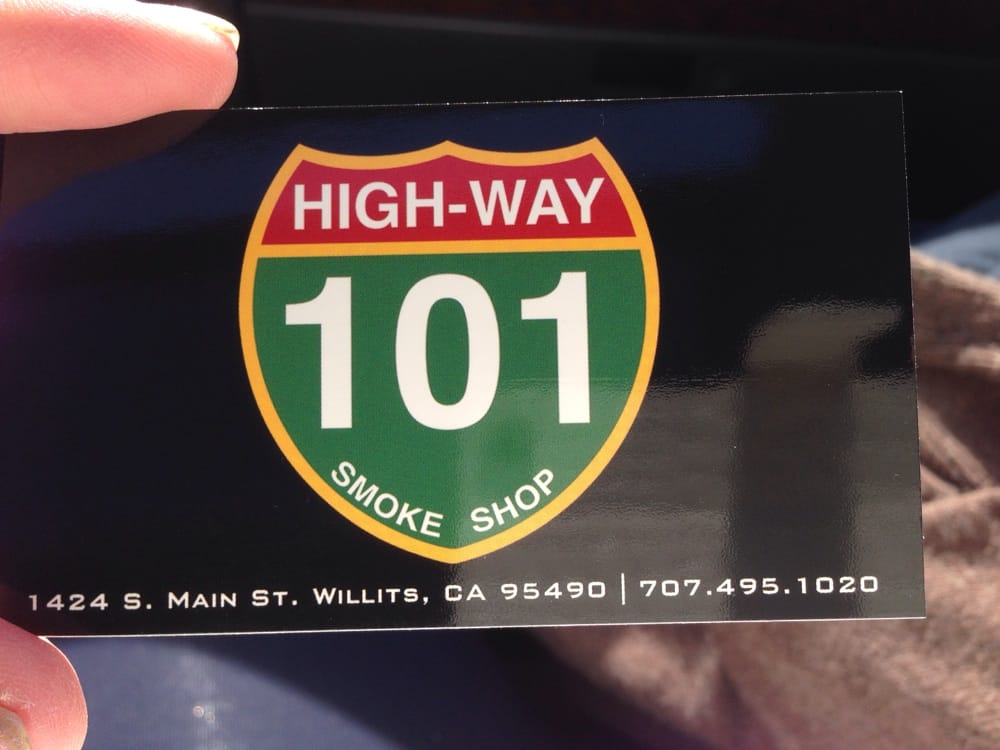 HIGH-WAY
101
SMOKE SHOP
1424 S. MAIN ST. WILLITS, CA 95490 | 707.495.1020